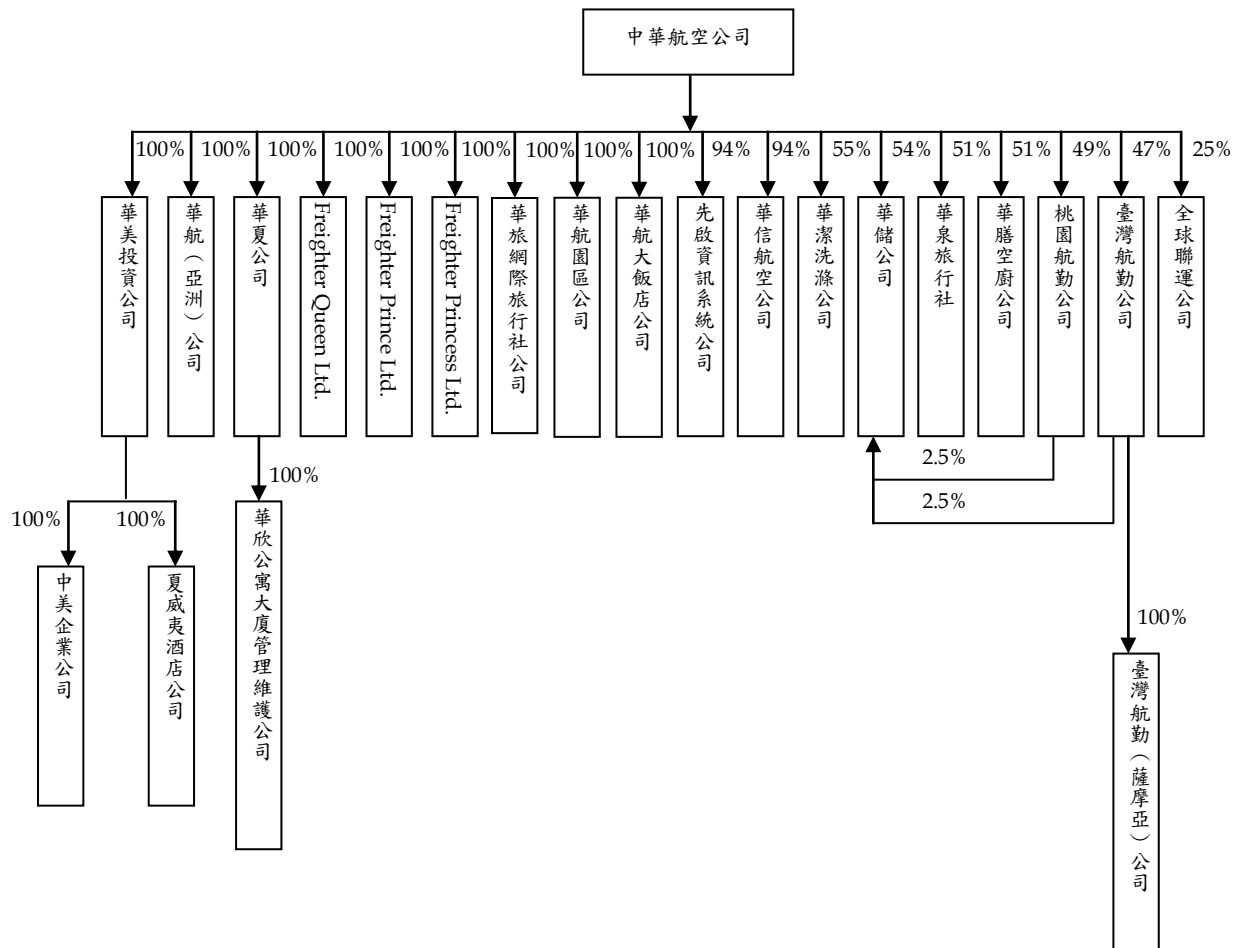 中華航空公司
100%
100%
100%
100%
100%
100%
100%
100%
100%
94%
94%
55%
54%
51%
51%
49%
47%
25%
華美投資公司
華航（亞洲）公司
華夏公司
Freighter Queen Ltd.
Freighter Prince Ltd.
Freighter Princess Ltd.
華旅網際旅行社公司
華航園區公司
華航大飯店公司
先啟資訊系統公司
華信航空公司
華潔洗滌公司
華儲公司
華泉旅行社
華膳空廚公司
桃園航勤公司
臺灣航勤公司
全球聯運公司
2.5%
2.5%
100%
100%
100%
100%
中美企業公司
夏威夷酒店公司
華欣公寓大廈管理維護公司
臺灣航勤（薩摩亞）公司